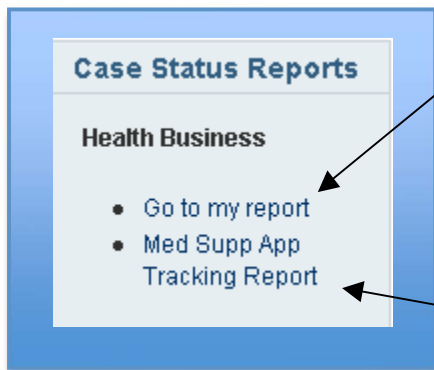 Case Status Reports
Health Business
Go to my report
Med Supp App
Tracking Report